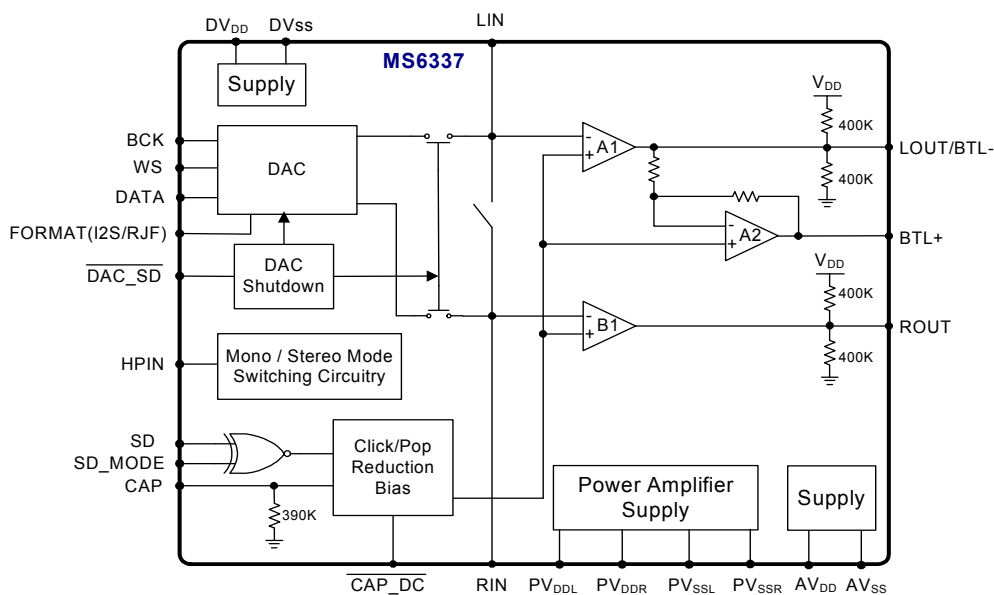 DVDD DVss LIN
MS6337
Supply
VDD
400K
BCK
WS
DATA
FORMAT(I2S/RJF)
DAC
A1
-
+
LOUT/BTL-
400K
A2
-
+
BTL+
DAC_SD
DAC
Shutdown
VDD
400K
B1
-
+
ROUT
400K
HPIN
Mono / Stereo Mode
Switching Circuitry
SD
SD_MODE
CAP
390K
Click/Pop
Reduction
Bias
Power Amplifier
Supply
Supply
CAP_DC RIN PVDDL PVDDR PVSSL PVSSR AVDD AVSS